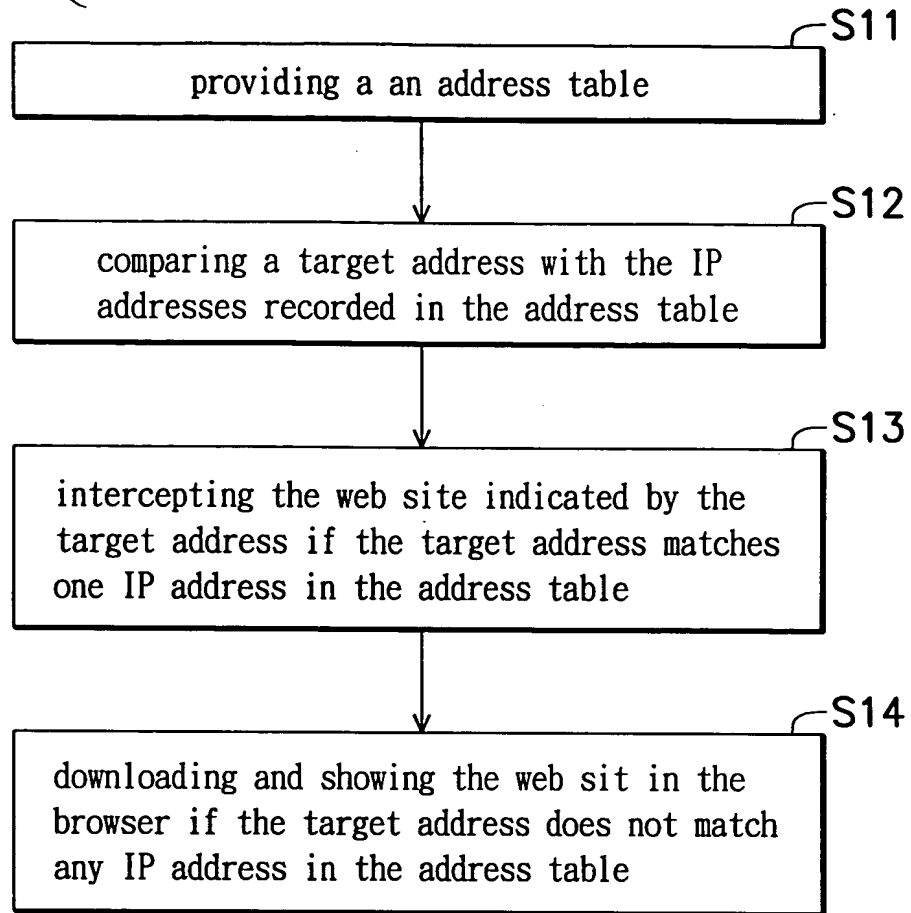 S11
providing a an address table
S12
comparing a target address with the IP
addresses recorded in the address table
S13
intercepting the web site indicated by the
target address if the target address matches
one IP address in the address table
S14
downloading and showing the web sit in the
browser if the target address does not match
any IP address in the address table